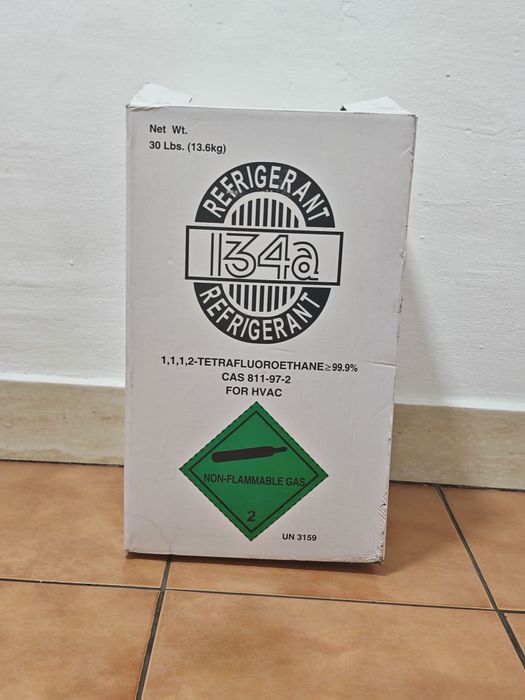 Net Wt.
30 Lbs. (13.6kg)
REFRIGERANT
134a
REFRIGERANT
1,1,1,2-TETRAFLUOROETHANE≥99.9%
CAS 811-97-2
FOR HVAC
NON-FLAMMABLE GAS
2
UN 3159